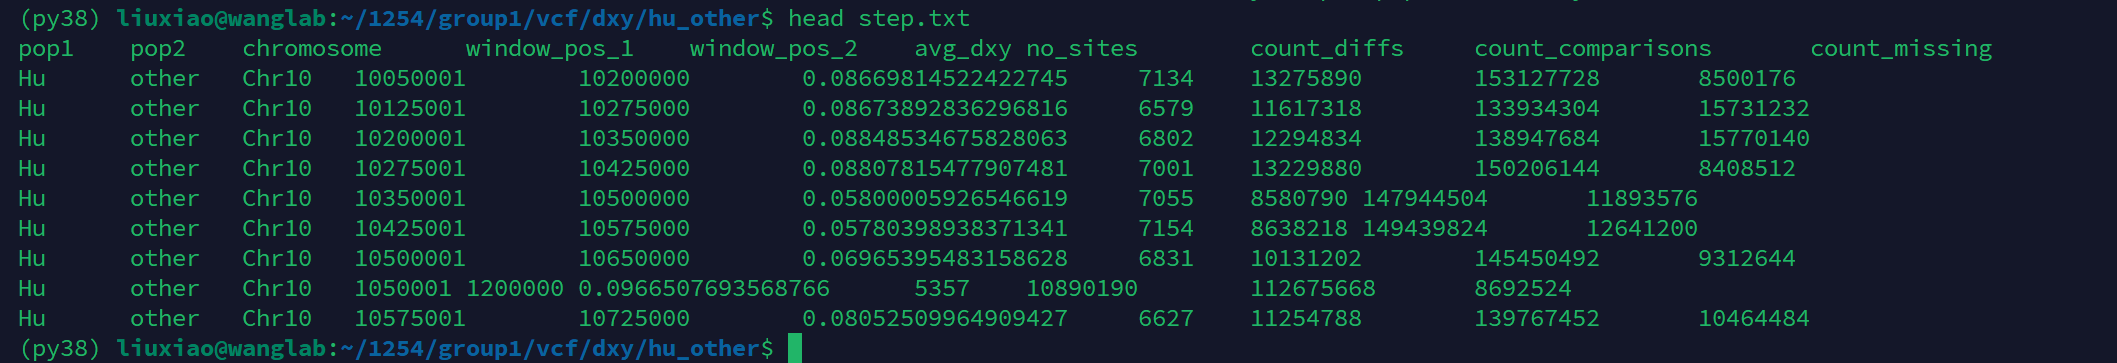 (py38) liuxiao@wanglab:~/1254/group1/vcf/dxy/hu_other$ head step.txt
pop1 pop2 chromosome window_pos_1 window_pos_2 avg_dxy no_sites count_diffs count_comparisons count_missing
Hu other Chr10 10050001 10200000 0.08669814522422745 7134 13275890 153127728 8500176
Hu other Chr10 10125001 10275000 0.08673892836296816 6579 11617318 133934304 15731232
Hu other Chr10 10200001 10350000 0.08848534675828063 6802 12294834 138947684 15770140
Hu other Chr10 10275001 10425000 0.08807815477907481 7001 13229880 150206144 8408512
Hu other Chr10 10350001 10500000 0.05800005926546619 7055 8580790 147944504 11893576
Hu other Chr10 10425001 10575000 0.05780398938371341 7154 8638218 149439824 12641200
Hu other Chr10 10500001 10650000 0.06965395483158628 6831 10131202 145450492 9312644
Hu other Chr10 1050001 1200000 0.0966507693568766 5357 10890190 112675668 8692524
Hu other Chr10 10575001 10725000 0.08052509964909427 6627 11254788 139767452 10464484
(py38) liuxiao@wanglab:~/1254/group1/vcf/dxy/hu_other$